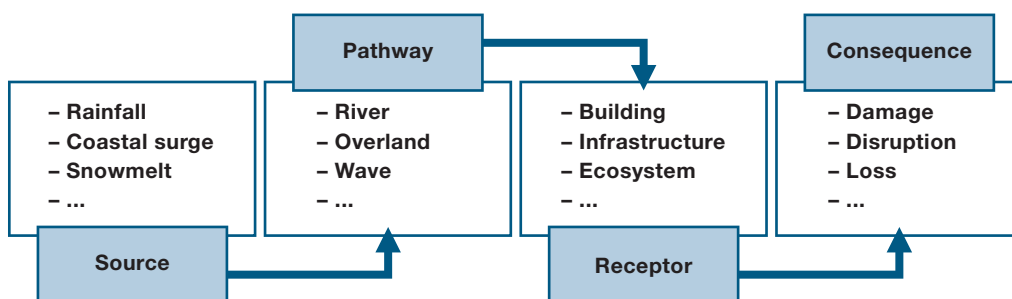 Pathway
Consequence
– Rainfall
– Coastal surge
– Snowmelt
– ...
– River
– Overland
– Wave
– ...
– Building
– Infrastructure
– Ecosystem
– ...
– Damage
– Disruption
– Loss
– ...
Source
Receptor